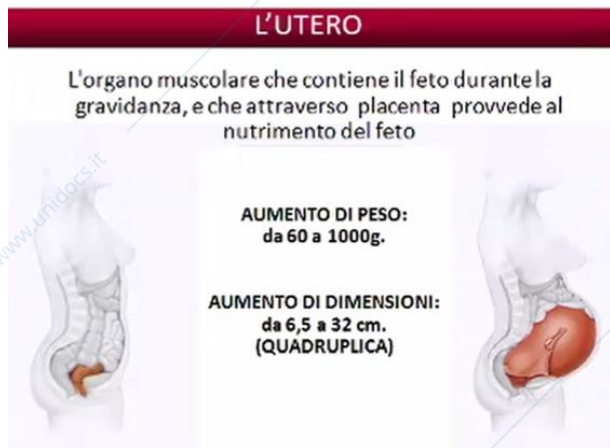 L'UTERO
L'organo muscolare che contiene il feto durante la
gravidanza, e che attraverso placenta provvede al
nutrimento del feto
www.unidocs.it
AUMENTO DI PESO:
da 60 a 1000g.
AUMENTO DI DIMENSIONI:
da 6,5 a 32 cm.
(QUADRUPLICA)